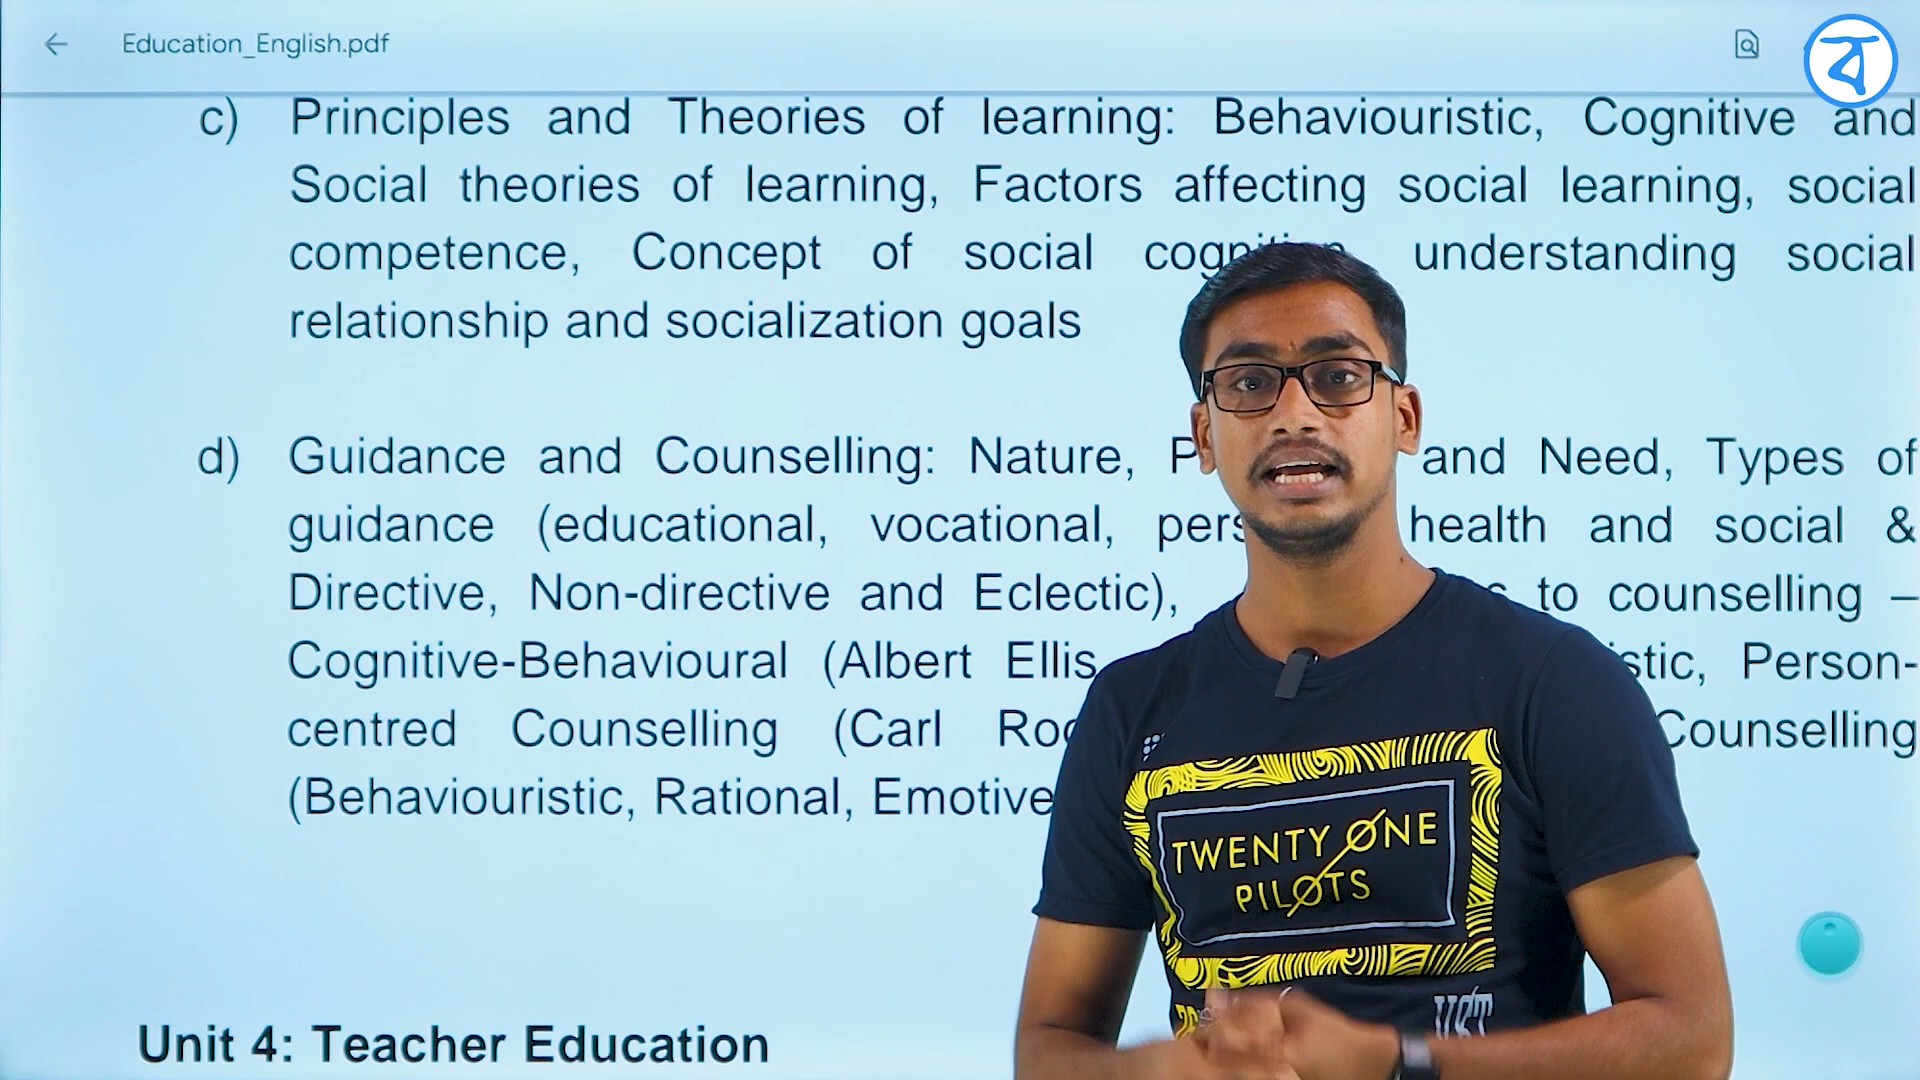 Education_English.pdf
ব
c) Principles and Theories of learning: Behaviouristic, Cognitive and
Social theories of learning, Factors affecting social learning, social
competence, Concept of social cognition, understanding social
relationship and socialization goals
d) Guidance and Counselling: Nature, and Need, Types of
guidance (educational, vocational, health and social &
Directive, Non-directive and Eclectic), to counselling –
Cognitive-Behavioural (Albert Ellis Person-
centred Counselling (Carl Counselling
(Behaviouristic, Rational, Emotive
Unit 4: Teacher Education
TWENTY ONE
PILOTS